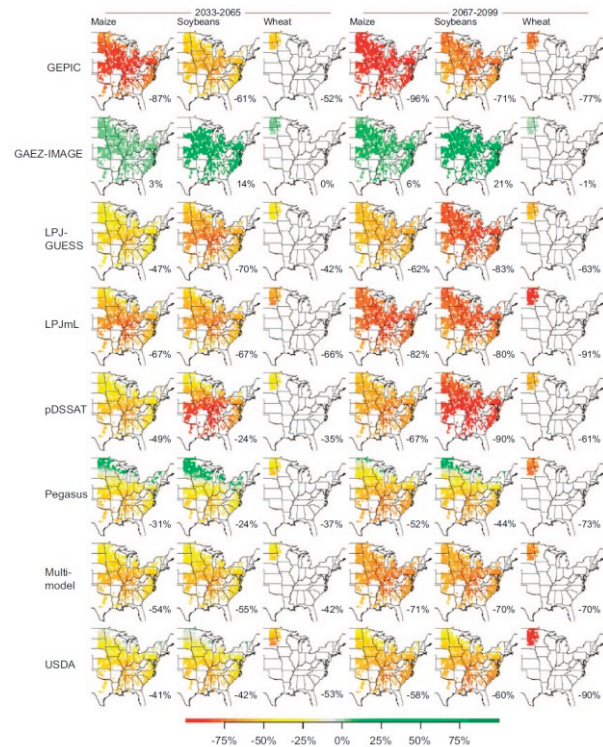 2033-2065 2067-2099
Maize Soybeans Wheat Maize Soybeans Wheat
GEPIC
-87% -61% -52% -96% -71% -77%
GAEZ-IMAGE
3% 14% 0% 6% 21% -1%
LPJ-
GUESS
-47% -70% -42% -62% -83% -63%
LPJmL
-67% -67% -66% -82% -80% -91%
pDSSAT
-49% -24% -35% -67% -90% -61%
Pegasus
-31% -24% -37% -52% -44% -73%
Multi-
model
-54% -55% -42% -71% -70% -70%
USDA
-41% -42% -53% -58% -60% -90%
-75% -50% -25% 0% 25% 50% 75%